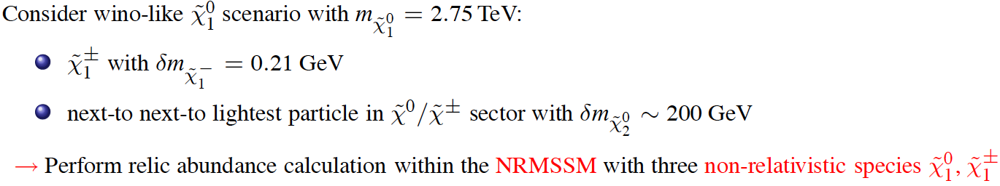 Consider wino-like $\tilde{\chi}_1^0$ scenario with $m_{\tilde{\chi}_1^0} = 2.75$ TeV:
$\tilde{\chi}_1^{\pm}$ with $\delta m_{\tilde{\chi}_1^-} = 0.21$ GeV
next-to next-to lightest particle in $\tilde{\chi}^0/\tilde{\chi}^{\pm}$ sector with $\delta m_{\tilde{\chi}_2^0} \sim 200$ GeV
→ Perform relic abundance calculation within the NRMSSM with three non-relativistic species $\tilde{\chi}_1^0, \tilde{\chi}_1^{\pm}$